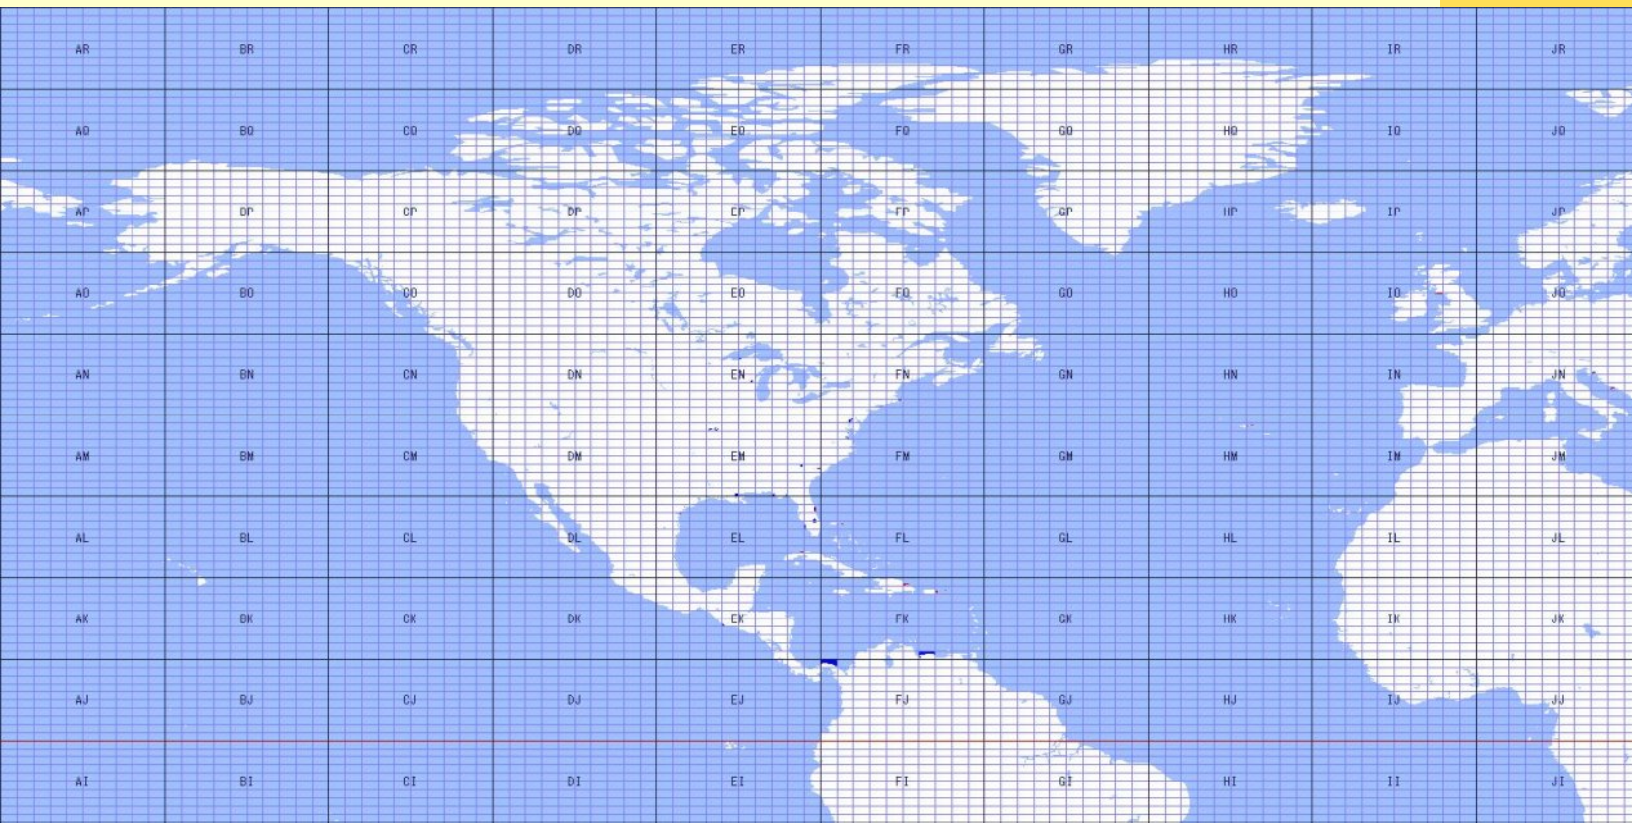 AR BR CR DR ER FR GR HR IR JR
AQ BQ CQ DQ EQ FQ GQ HQ IQ JQ
AP BP CP DP EP FP GP HP IP JP
AO BO CO DO EO FO GO HO IO JO
AN BN CN DN EN FN GN HN IN JN
AM BM CM DM EM FM GM HM IM JM
AL BL CL DL EL FL GL HL IL JL
AK BK CK DK EK FK GK HK IK JK
AJ BJ CJ DJ EJ FJ GJ HJ IJ JJ
AI BI CI DI EI FI GI HI II JI